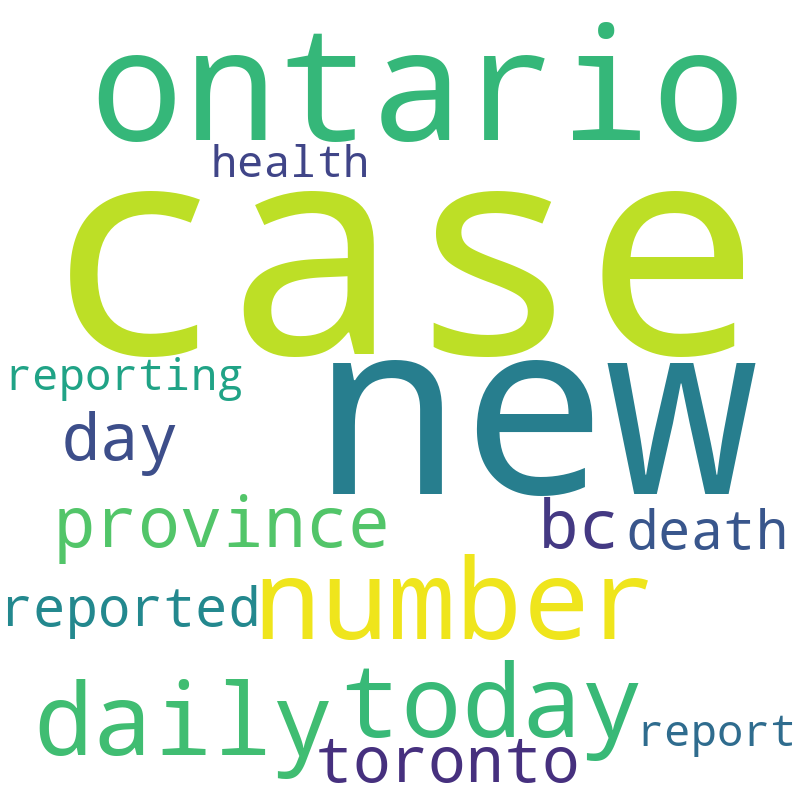 ontario
health
case
new
reporting
day
province
bc
death
reported
number
daily
today
toronto
report